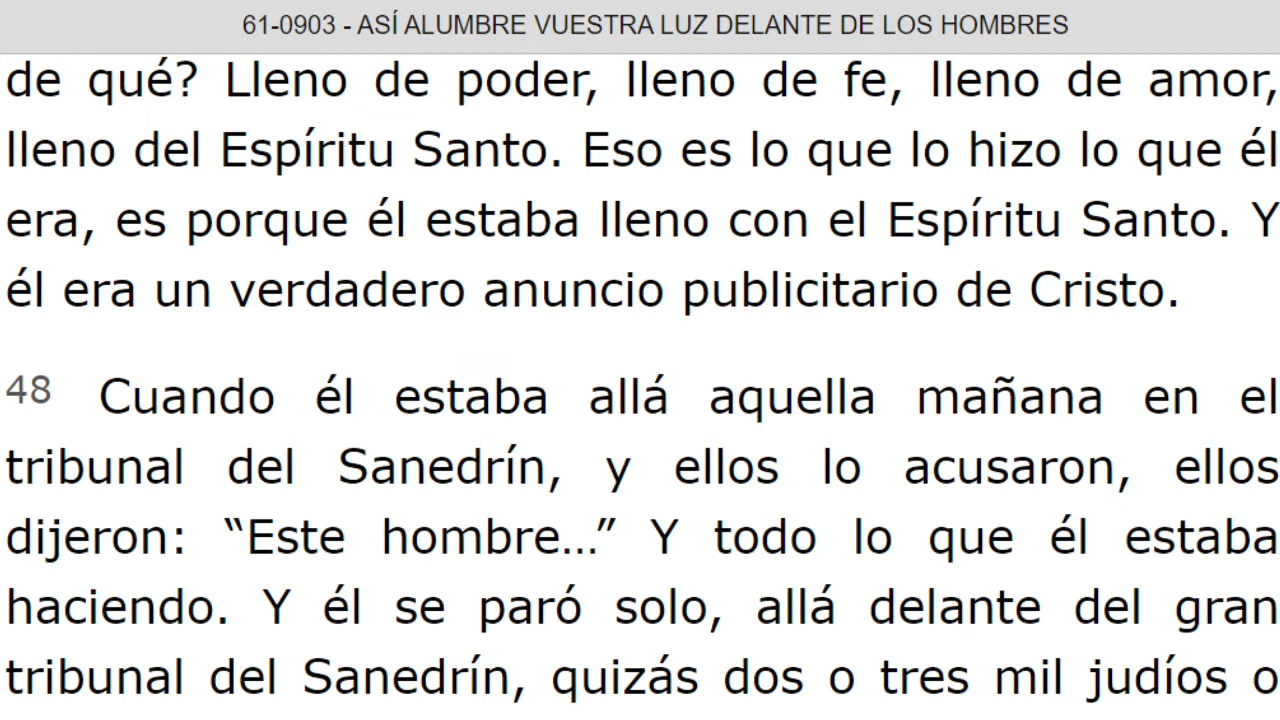 61-0903 - ASÍ ALUMBRE VUESTRA LUZ DELANTE DE LOS HOMBRES
de qué? Lleno de poder, lleno de fe, lleno de amor,
lleno del Espíritu Santo. Eso es lo que lo hizo lo que él
era, es porque él estaba lleno con el Espíritu Santo. Y
él era un verdadero anuncio publicitario de Cristo.
48 Cuando él estaba allá aquella mañana en el
tribunal del Sanedrín, y ellos lo acusaron, ellos
dijeron: “Este hombre…” Y todo lo que él estaba
haciendo. Y él se paró solo, allá delante del gran
tribunal del Sanedrín, quizás dos o tres mil judíos o